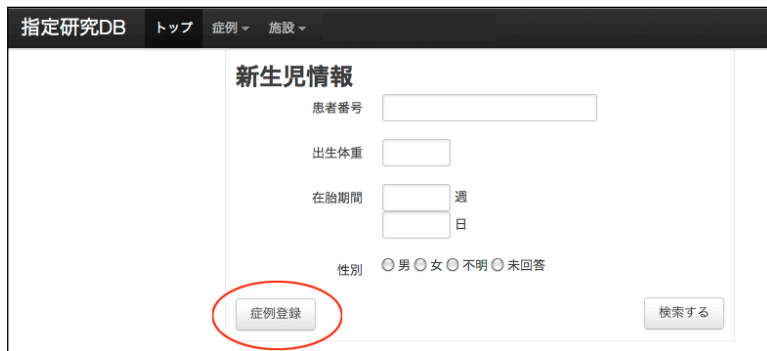 指定研究DB トップ 症例 施設
新生児情報
患者番号
出生体重
在胎期間 週
日
性別 男 女 不明 未回答
症例登録 検索する